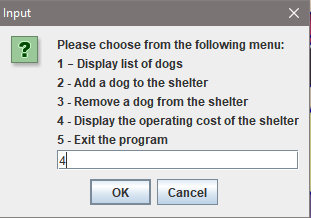 Input
Please choose from the following menu:
1 – Display list of dogs
2 - Add a dog to the shelter
3 - Remove a dog from the shelter
4 - Display the operating cost of the shelter
5 - Exit the program
4
OK
Cancel